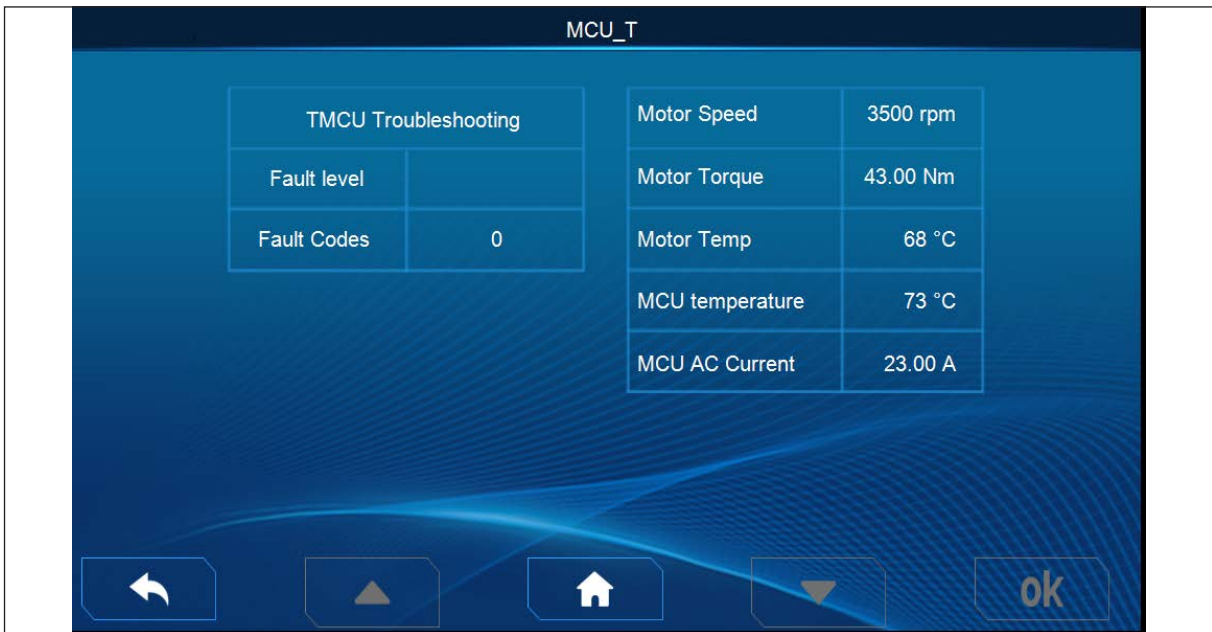 MCU_T
TMCU Troubleshooting
Fault level
Fault Codes 0
Motor Speed 3500 rpm
Motor Torque 43.00 Nm
Motor Temp 68 °C
MCU temperature 73 °C
MCU AC Current 23.00 A
ok